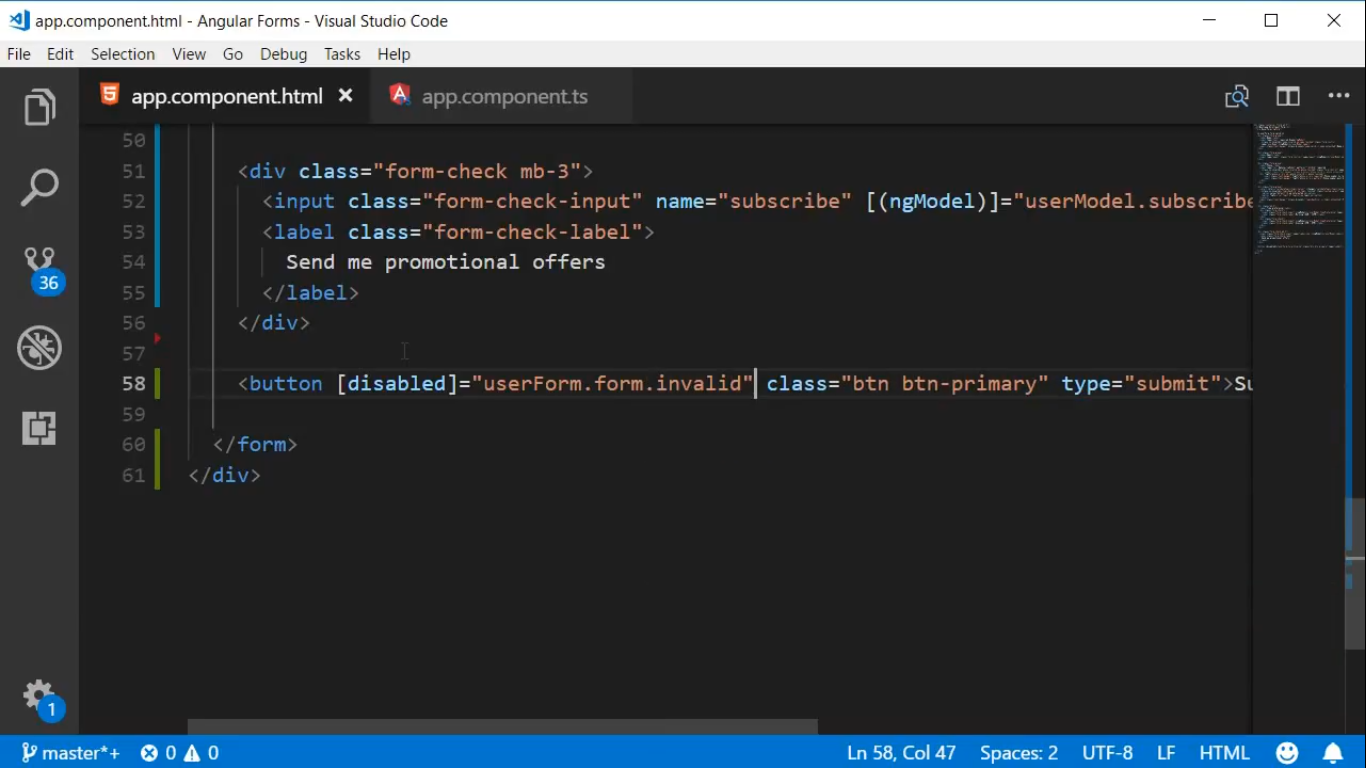 app.component.html - Angular Forms - Visual Studio Code
File Edit Selection View Go Debug Tasks Help
app.component.html app.component.ts
50
51 <div class="form-check mb-3">
52 <input class="form-check-input" name="subscribe" [(ngModel)]="userModel.subscribe
53 <label class="form-check-label">
54 Send me promotional offers
55 </label>
56 </div>
57
58 <button [disabled]="userForm.form.invalid" class="btn btn-primary" type="submit">Su
59
60 </form>
61 </div>
36
1
master*+ 0 0 Ln 58, Col 47 Spaces: 2 UTF-8 LF HTML